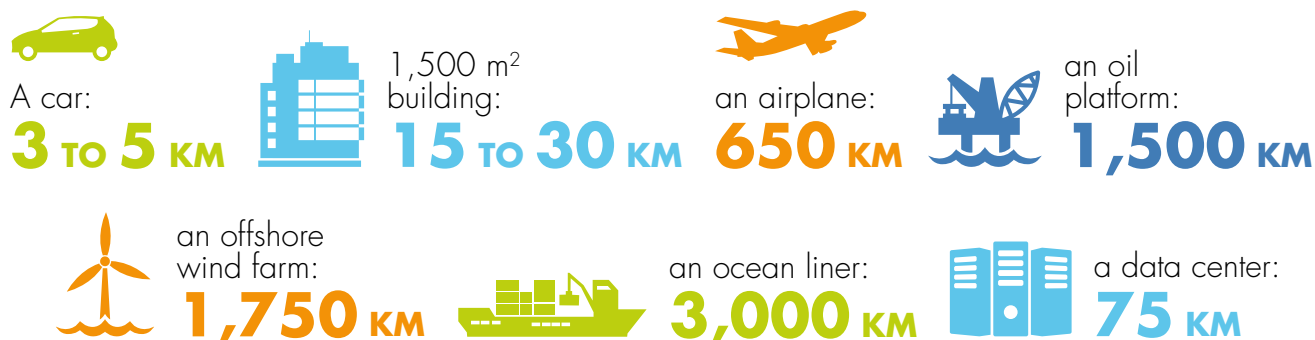 A car:
3 TO 5 KM
1,500 m²
building:
15 TO 30 KM
an airplane:
650 KM
an oil
platform:
1,500 KM
an offshore
wind farm:
1,750 KM
an ocean liner:
3,000 KM
a data center:
75 KM